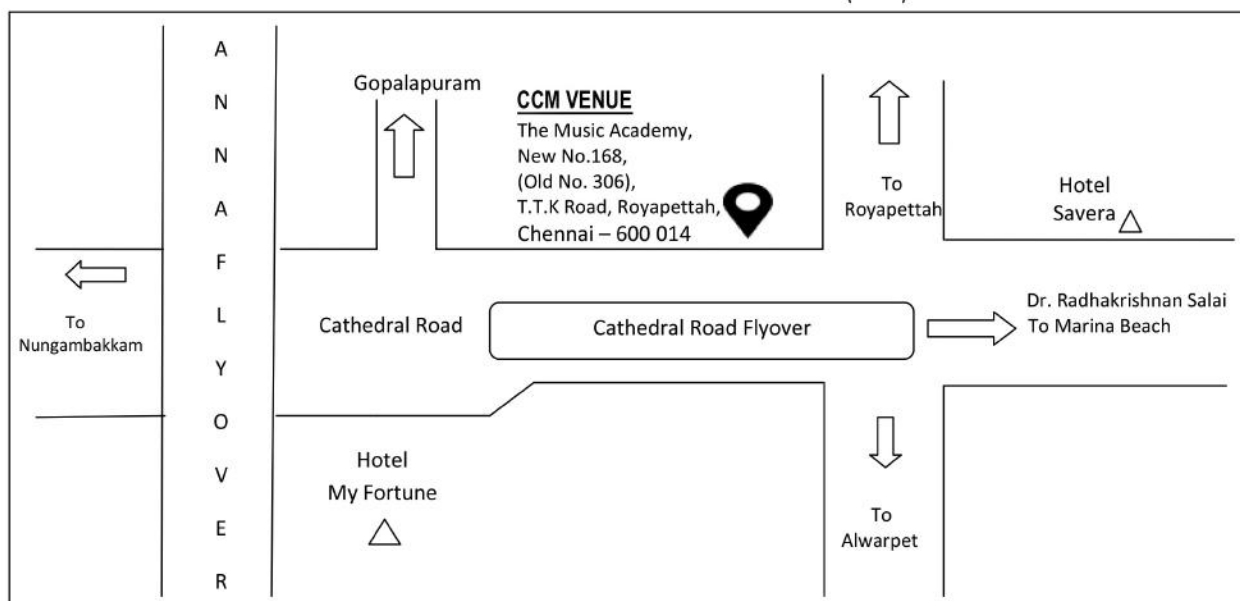 A
N
N
A
F
L
Y
O
V
E
R
Gopalapuram
CCM VENUE
The Music Academy,
New No.168,
(Old No. 306),
T.T.K Road, Royapettah,
Chennai – 600 014
To
Royapettah
Hotel
Savera
To
Nungambakkam
Cathedral Road
Cathedral Road Flyover
Dr. Radhakrishnan Salai
To Marina Beach
Hotel
My Fortune
To
Alwarpet